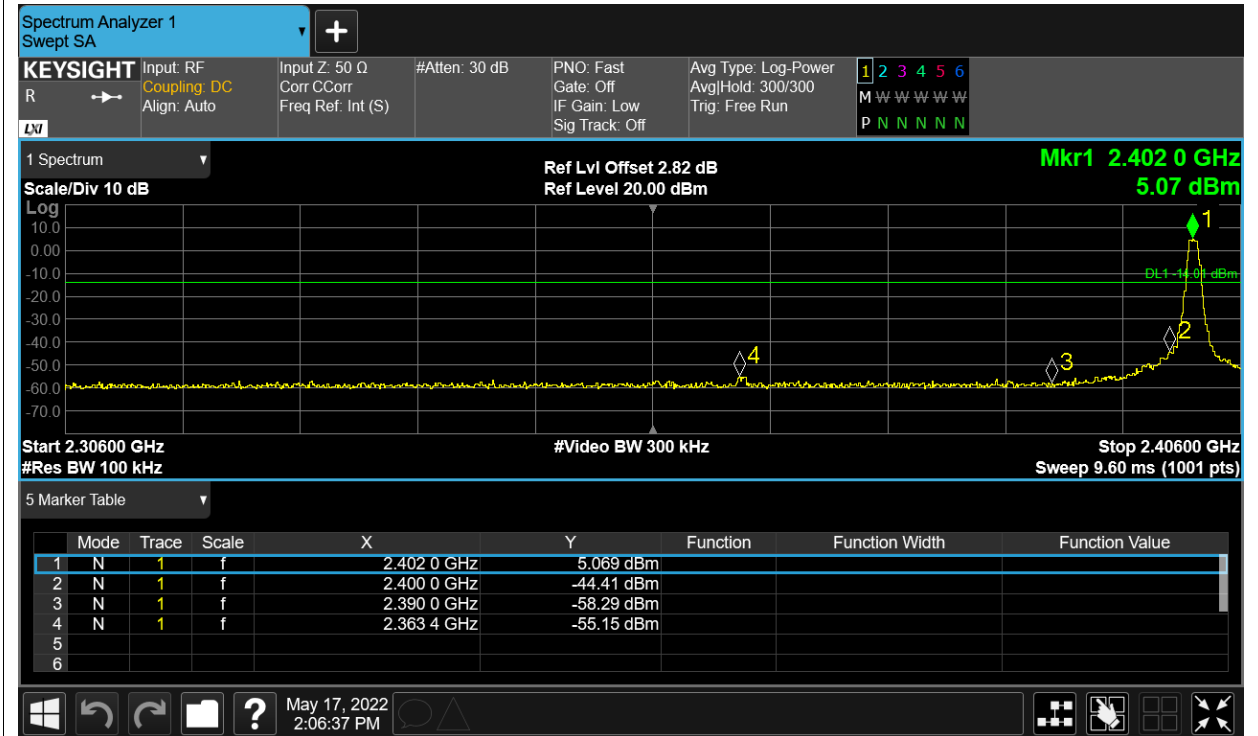 Spectrum Analyzer 1
Swept SA
KEYSIGHT
R
LXI
Input: RF
Coupling: DC
Align: Auto
Input Z: 50 Ω
Corr CCorr
Freq Ref: Int (S)
#Atten: 30 dB
PNO: Fast
Gate: Off
IF Gain: Low
Sig Track: Off
Avg Type: Log-Power
Avg|Hold: 300/300
Trig: Free Run
1 2 3 4 5 6
M W W W W W W
P N N N N N N
1 Spectrum
Scale/Div 10 dB
Ref Lvl Offset 2.82 dB
Ref Level 20.00 dBm
Mkr1 2.402 0 GHz
5.07 dBm
Log
10.0
0.00
-10.0
-20.0
-30.0
-40.0
-50.0
-60.0
-70.0
1
DL1 -14.01 dBm
2
4
3
Start 2.30600 GHz
#Res BW 100 kHz
#Video BW 300 kHz
Stop 2.40600 GHz
Sweep 9.60 ms (1001 pts)
5 Marker Table
Mode Trace Scale X Y Function Function Width Function Value
1 N 1 f 2.402 0 GHz 5.069 dBm
2 N 1 f 2.400 0 GHz -44.41 dBm
3 N 1 f 2.390 0 GHz -58.29 dBm
4 N 1 f 2.363 4 GHz -55.15 dBm
5
6
?
May 17, 2022
2:06:37 PM